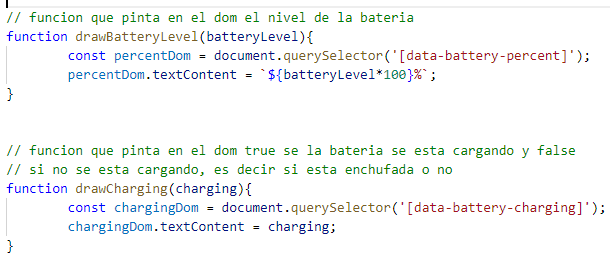 // funcion que pinta en el dom el nivel de la bateria
function drawBatteryLevel(batteryLevel){
const percentDom = document.querySelector('[data-battery-percent]');
percentDom.textContent = `${batteryLevel*100}%`;
}
// funcion que pinta en el dom true se la bateria se esta cargando y false
// si no se esta cargando, es decir si esta enchufada o no
function drawCharging(charging){
const chargingDom = document.querySelector('[data-battery-charging]');
chargingDom.textContent = charging;
}